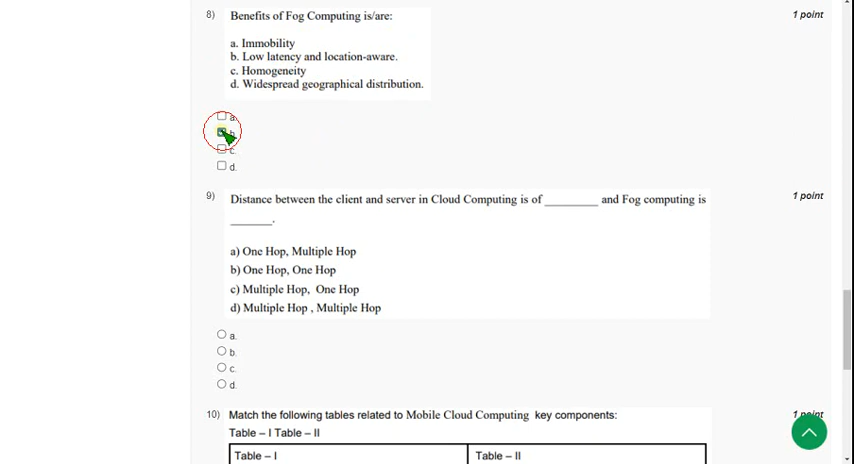 8) Benefits of Fog Computing is/are: 1 point
a. Immobility
b. Low latency and location-aware.
c. Homogeneity
d. Widespread geographical distribution.
a.
b.
c.
d.
9) Distance between the client and server in Cloud Computing is of _________ and Fog computing is 1 point
_______.
a) One Hop, Multiple Hop
b) One Hop, One Hop
c) Multiple Hop, One Hop
d) Multiple Hop , Multiple Hop
a.
b.
c.
d.
10) Match the following tables related to Mobile Cloud Computing key components: 1 point
Table – I Table – II
Table – I Table – II